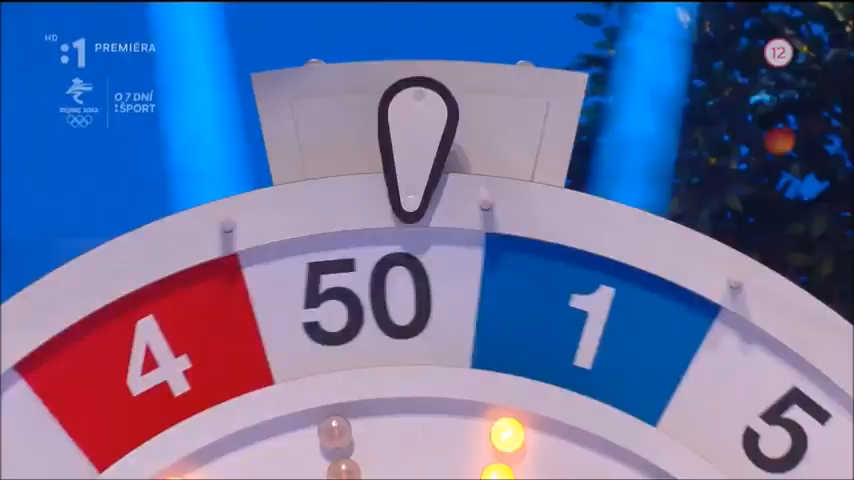 HD
:1 PREMIÉRA
12
O 7 DNÍ
:ŠPORT
BEIJING 2022
4 50 1 5